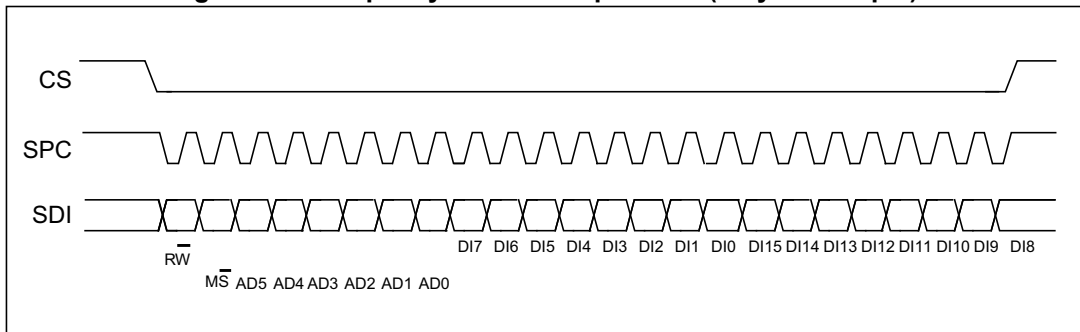 CS
SPC
SDI
DI7 DI6 DI5 DI4 DI3 DI2 DI1 DI0 DI15 DI14 DI13 DI12 DI11 DI10 DI9 DI8
RW̅
MS̅ AD5 AD4 AD3 AD2 AD1 AD0